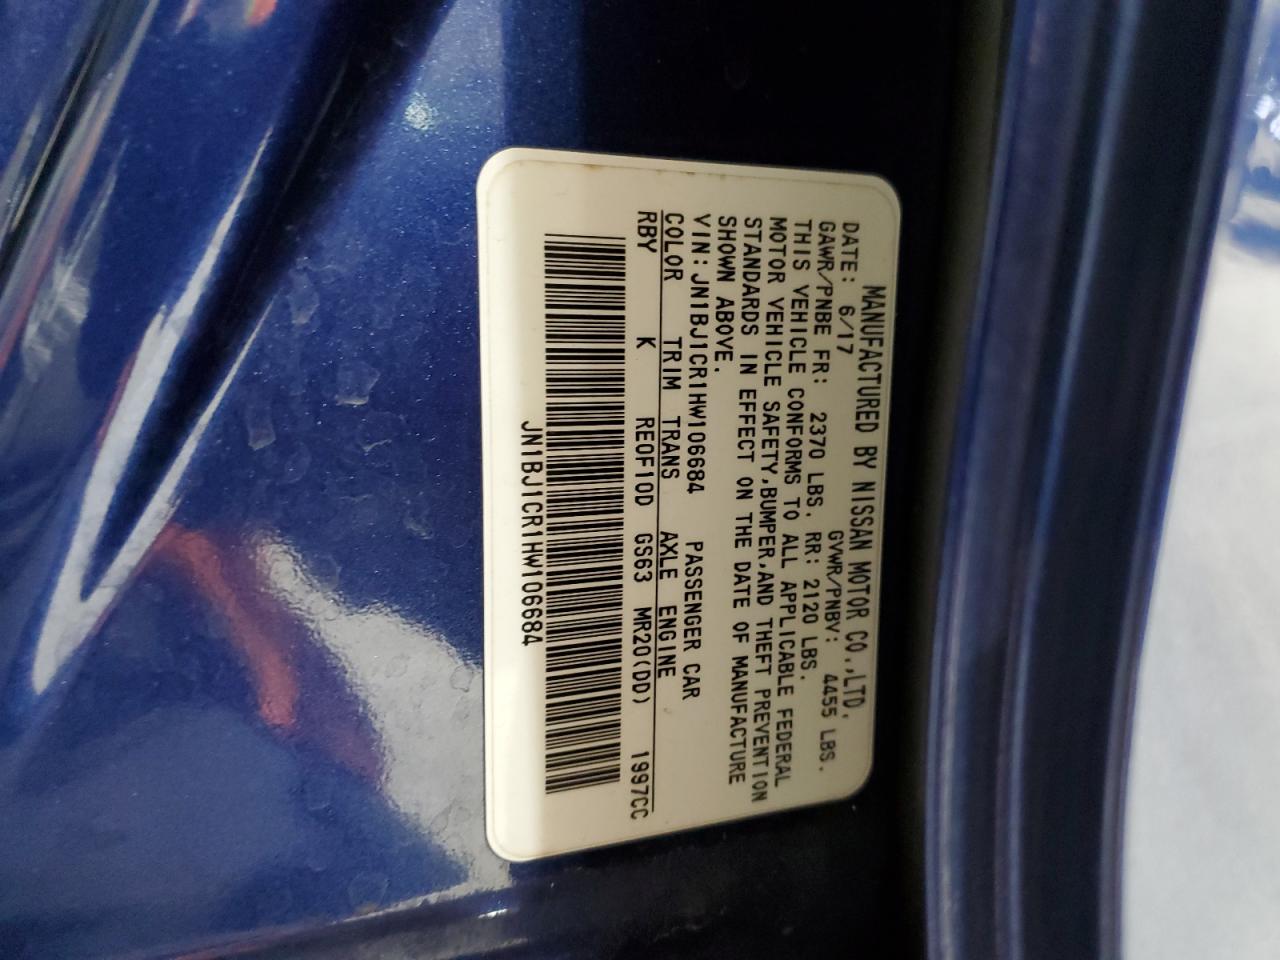 MANUFACTURED BY NISSAN MOTOR CO.,LTD.
DATE: 6/17 GVWR/PNBV: 4455 LBS.
GAWR/PNBE FR: 2370 LBS. RR: 2120 LBS.
THIS VEHICLE CONFORMS TO ALL APPLICABLE FEDERAL
MOTOR VEHICLE SAFETY,BUMPER,AND THEFT PREVENTION
STANDARDS IN EFFECT ON THE DATE OF MANUFACTURE
SHOWN ABOVE.
VIN: JN1BJ1CR1HW106684 PASSENGER CAR
COLOR TRIM TRANS AXLE ENGINE
RBY K RE0F10D GS63 MR20(DD) 1997CC
JN1BJ1CR1HW106684